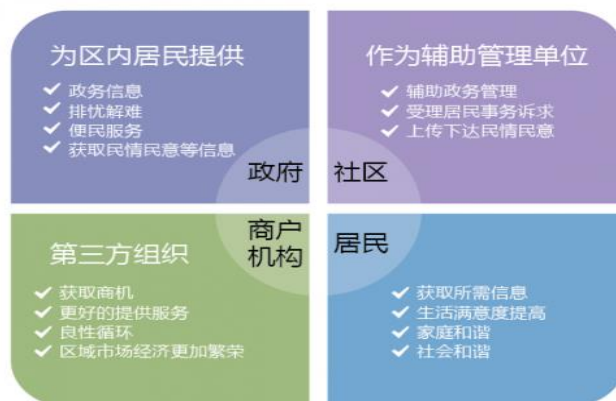 为区内居民提供
政务信息
排忧解难
便民服务
获取民情民意等信息
政府
作为辅助管理单位
辅助政务管理
受理居民事务诉求
上传下达民情民意
社区
第三方组织
获取商机
更好的提供服务
良性循环
区域市场经济更加繁荣
商户
机构
居民
获取所需信息
生活满意度提高
家庭和谐
社会和谐